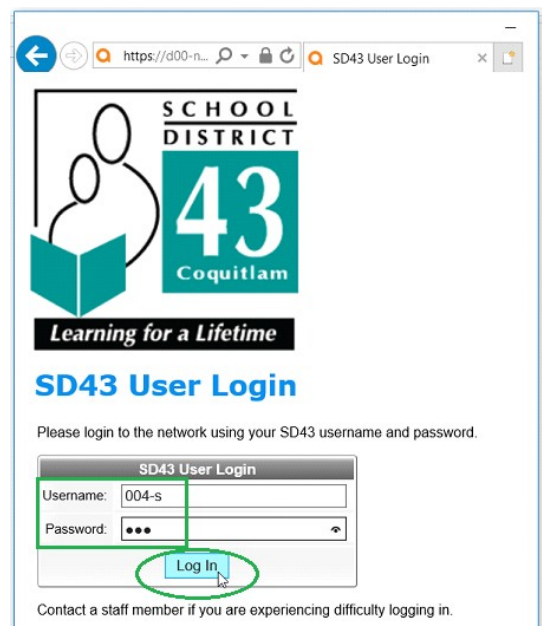 https://d00-n...
SD43 User Login
SCHOOL
DISTRICT
43
Coquitlam
Learning for a Lifetime
SD43 User Login
Please login to the network using your SD43 username and password.
SD43 User Login
Username: 004-s
Password: •••
Log In
Contact a staff member if you are experiencing difficulty logging in.